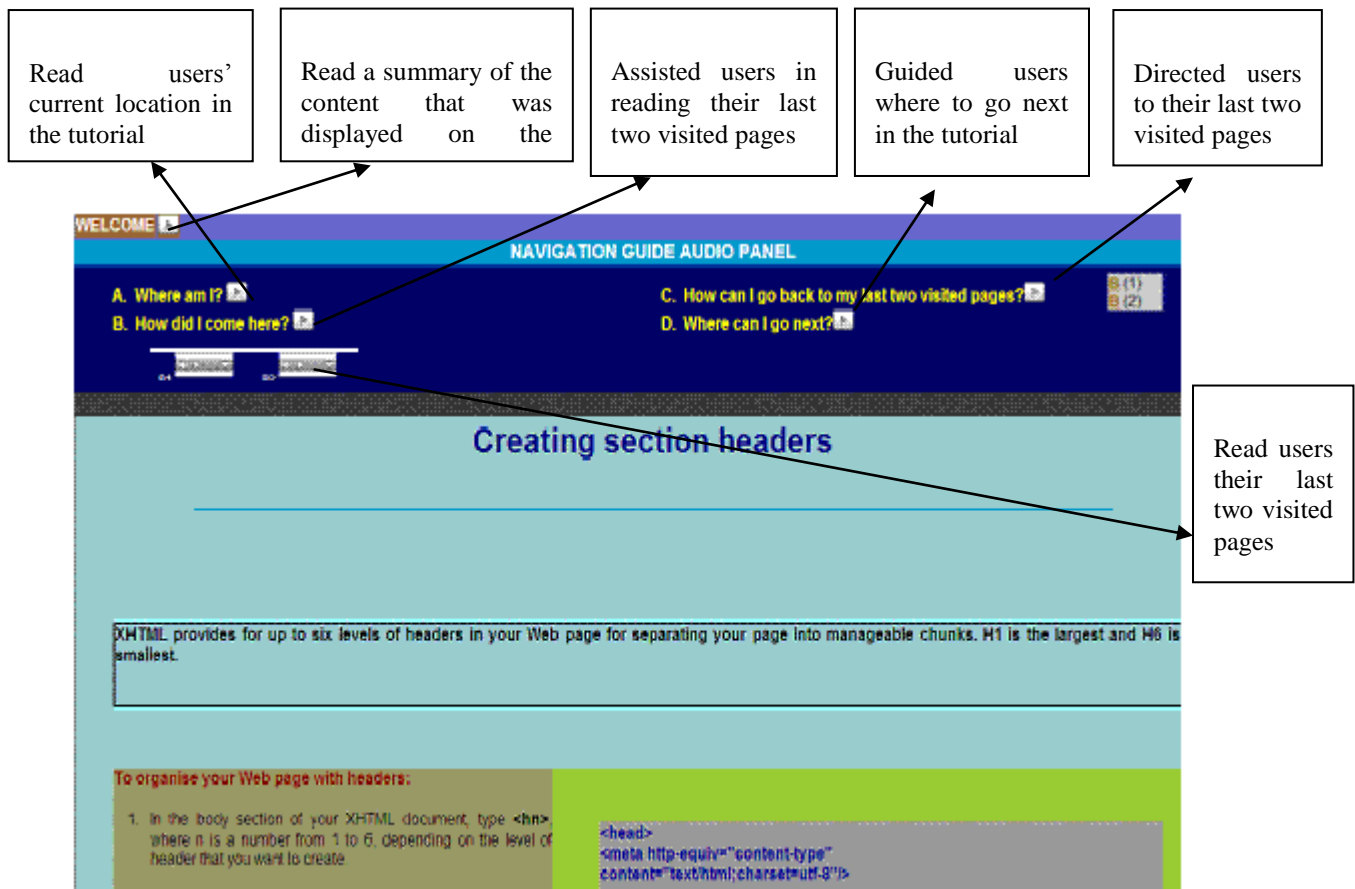 Read users’
current location in
the tutorial
Read a summary of the
content that was
displayed on the
Assisted users in
reading their last
two visited pages
Guided users
where to go next
in the tutorial
Directed users
to their last two
visited pages
WELCOME
NAVIGATION GUIDE AUDIO PANEL
A. Where am I?
B. How did I come here?
C. How can I go back to my last two visited pages?
D. Where can I go next?
B (1)
B (2)
Read users
their last
two visited
pages
Creating section headers
XHTML provides for up to six levels of headers in your Web page for separating your page into manageable chunks. H1 is the largest and H6 is
smallest.
To organise your Web page with headers:
1. In the body section of your XHTML document, type <hn>,
where n is a number from 1 to 6, depending on the level of
header that you want to create
<head>
<meta http-equiv="content-type"
content="text/html;charset=utf-8"/>